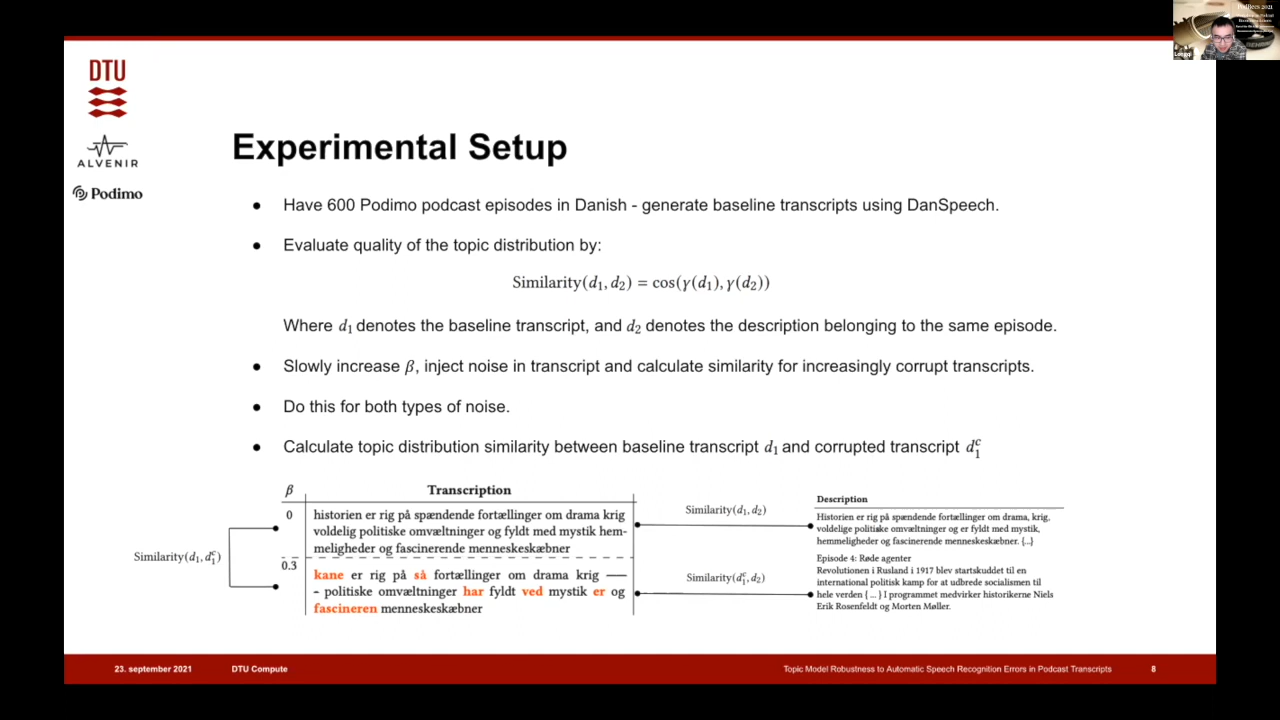 PodRecs 2021
Longqi
DTU
ALVENIR
Podimo
Experimental Setup
● Have 600 Podimo podcast episodes in Danish - generate baseline transcripts using DanSpeech.
● Evaluate quality of the topic distribution by:
Similarity(d₁, d₂) = cos(γ(d₁), γ(d₂))
Where d₁ denotes the baseline transcript, and d₂ denotes the description belonging to the same episode.
● Slowly increase β, inject noise in transcript and calculate similarity for increasingly corrupt transcripts.
● Do this for both types of noise.
● Calculate topic distribution similarity between baseline transcript d₁ and corrupted transcript d₁ᶜ
β Transcription
0 historien er rig på spændende fortællinger om drama krig
voldelig politiske omvæltninger og fyldt med mystik hem-
meligheder og fascinerende menneskeskæbner
0.3
kane er rig på så fortællinger om drama krig —–
– politiske omvæltninger har fyldt ved mystik er og
fascineren menneskeskæbner
Similarity(d₁, d₁ᶜ)
Similarity(d₁, d₂)
Similarity(d₁ᶜ, d₂)
Description
Historien er rig på spændende fortællinger om drama, krig,
voldelige politiske omvæltninger og er fyldt med mystik,
hemmeligheder og fascinerende menneskeskæbner. {...}
Episode 4: Røde agenter
Revolutionen i Rusland i 1917 blev startskuddet til en
international politisk kamp for at udbrede socialismen til
hele verden { ... } I programmet medvirker historikerne Niels
Erik Rosenfeldt og Morten Møller.
23. september 2021 DTU Compute Topic Model Robustness to Automatic Speech Recognition Errors in Podcast Transcripts 8